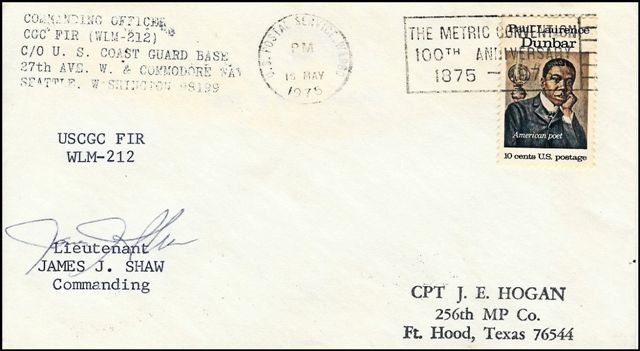 COMMANDING OFFICER
CGC FIR (WLM-212)
C/O U. S. COAST GUARD BASE
27th AVE. W. & COMMODORE WAY
SEATTLE, WASHINGTON 98199
U.S. POSTAL SERVICE
PM
16 MAY
1975
THE METRIC CONVENTION
100TH ANNIVERSARY
1875 - 1975
Paul Laurence
Dunbar
American poet
10 cents U.S. postage
USCGC FIR
WLM-212
Lieutenant
JAMES J. SHAW
Commanding
CPT J. E. HOGAN
256th MP Co.
Ft. Hood, Texas 76544